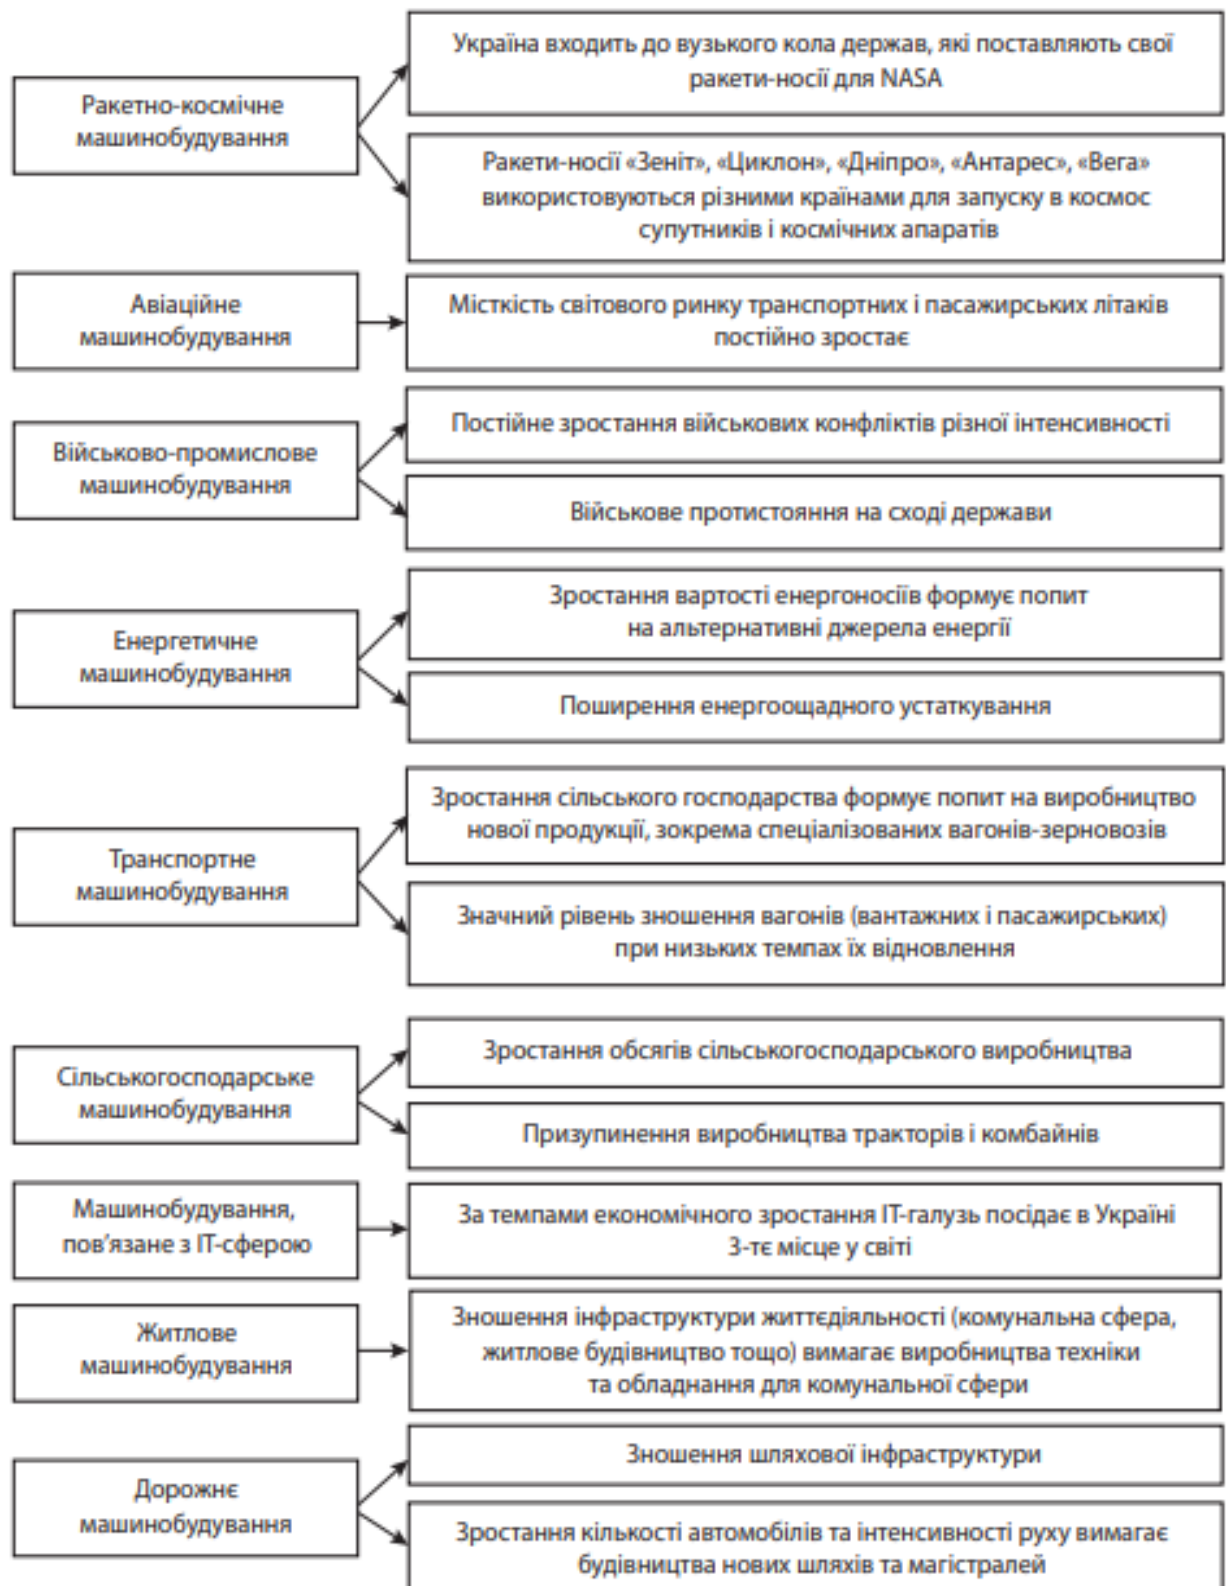 Ракетно-космічне
машинобудування
Україна входить до вузького кола держав, які поставляють свої
ракети-носії для NASA
Ракети-носії «Зеніт», «Циклон», «Дніпро», «Антарес», «Вега»
використовуються різними країнами для запуску в космос
супутників і космічних апаратів
Авіаційне
машинобудування
Місткість світового ринку транспортних і пасажирських літаків
постійно зростає
Військово-промислове
машинобудування
Постійне зростання військових конфліктів різної інтенсивності
Військове протистояння на сході держави
Енергетичне
машинобудування
Зростання вартості енергоносіїв формує попит
на альтернативні джерела енергії
Поширення енергоощадного устаткування
Транспортне
машинобудування
Зростання сільського господарства формує попит на виробництво
нової продукції, зокрема спеціалізованих вагонів-зерновозів
Значний рівень зношення вагонів (вантажних і пасажирських)
при низьких темпах їх відновлення
Сільськогосподарське
машинобудування
Зростання обсягів сільськогосподарського виробництва
Призупинення виробництва тракторів і комбайнів
Машинобудування,
пов’язане з ІТ-сферою
За темпами економічного зростання ІТ-галузь посідає в Україні
3-тє місце у світі
Житлове
машинобудування
Зношення інфраструктури життєдіяльності (комунальна сфера,
житлове будівництво тощо) вимагає виробництва техніки
та обладнання для комунальної сфери
Дорожнє
машинобудування
Зношення шляхової інфраструктури
Зростання кількості автомобілів та інтенсивності руху вимагає
будівництва нових шляхів та магістралей